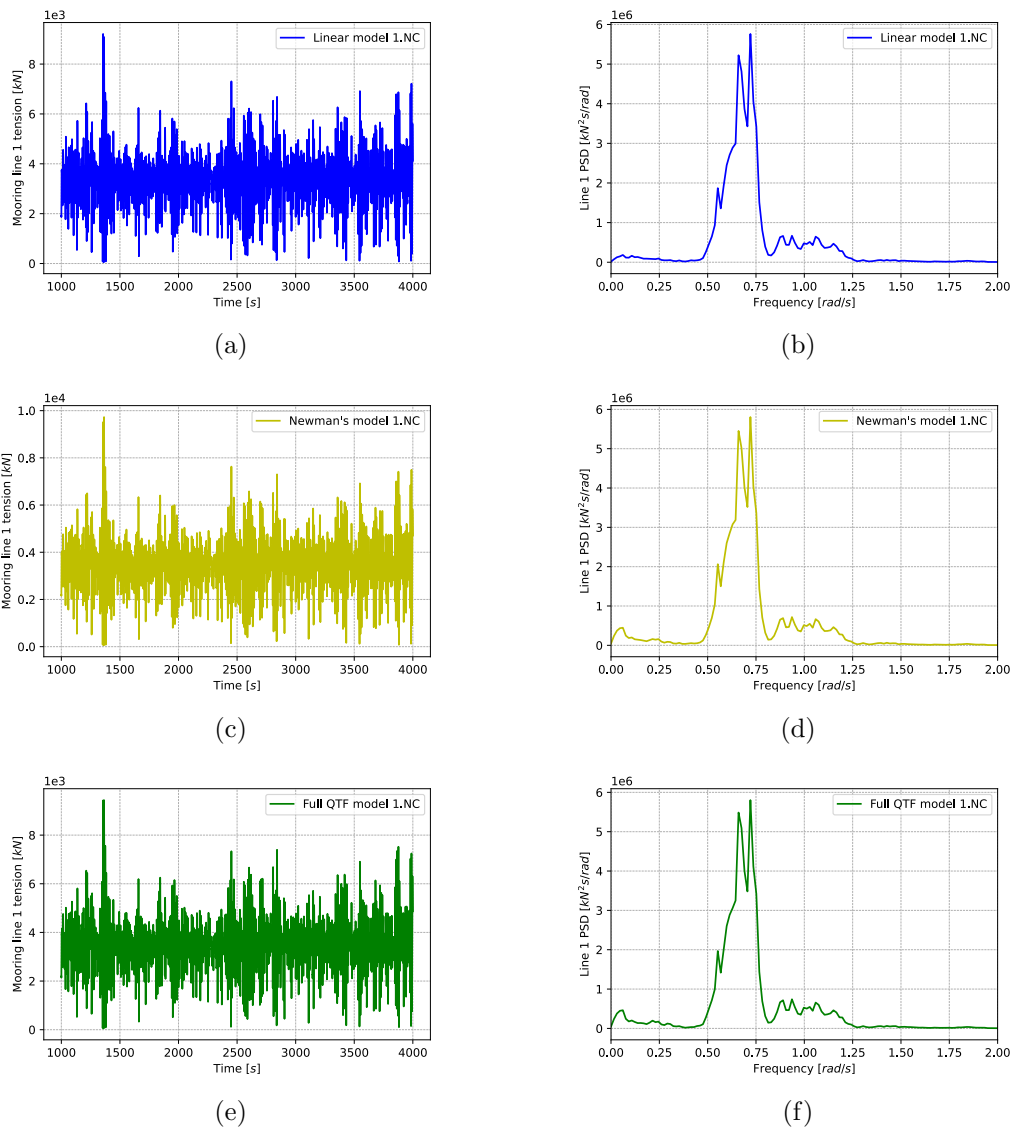 1e3
Linear model 1.NC
Mooring line 1 tension [kN]
8
6
4
2
0
1000 1500 2000 2500 3000 3500 4000
Time [s]
(a)
1e6
Linear model 1.NC
Line 1 PSD [kN²s/rad]
6
5
4
3
2
1
0
0.00 0.25 0.50 0.75 1.00 1.25 1.50 1.75 2.00
Frequency [rad/s]
(b)
1e4
Newman's model 1.NC
Mooring line 1 tension [kN]
1.0
0.8
0.6
0.4
0.2
0.0
1000 1500 2000 2500 3000 3500 4000
Time [s]
(c)
1e6
Newman's model 1.NC
Line 1 PSD [kN²s/rad]
6
5
4
3
2
1
0
0.00 0.25 0.50 0.75 1.00 1.25 1.50 1.75 2.00
Frequency [rad/s]
(d)
1e3
Full QTF model 1.NC
Mooring line 1 tension [kN]
8
6
4
2
0
1000 1500 2000 2500 3000 3500 4000
Time [s]
(e)
1e6
Full QTF model 1.NC
Line 1 PSD [kN²s/rad]
6
5
4
3
2
1
0
0.00 0.25 0.50 0.75 1.00 1.25 1.50 1.75 2.00
Frequency [rad/s]
(f)